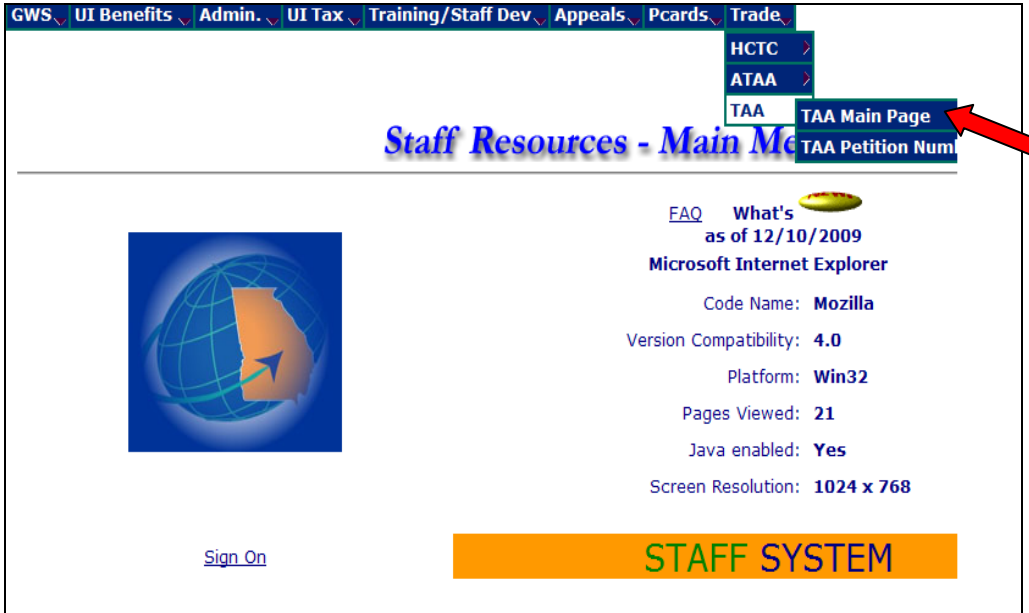 GWS UI Benefits Admin. UI Tax Training/Staff Dev Appeals Pcards Trade
HCTC
ATAA
TAA
TAA Main Page
TAA Petition
Staff Resources - Main
FAQ What's
as of 12/10/2009
Microsoft Internet Explorer
Code Name: Mozilla
Version Compatibility: 4.0
Platform: Win32
Pages Viewed: 21
Java enabled: Yes
Screen Resolution: 1024 x 768
Sign On
STAFF SYSTEM